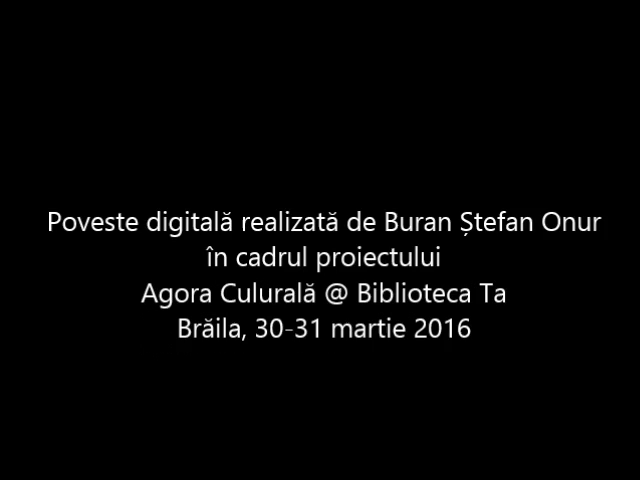 Poveste digitală realizată de Buran Ștefan Onur
în cadrul proiectului
Agora Culurală @ Biblioteca Ta
Brăila, 30-31 martie 2016